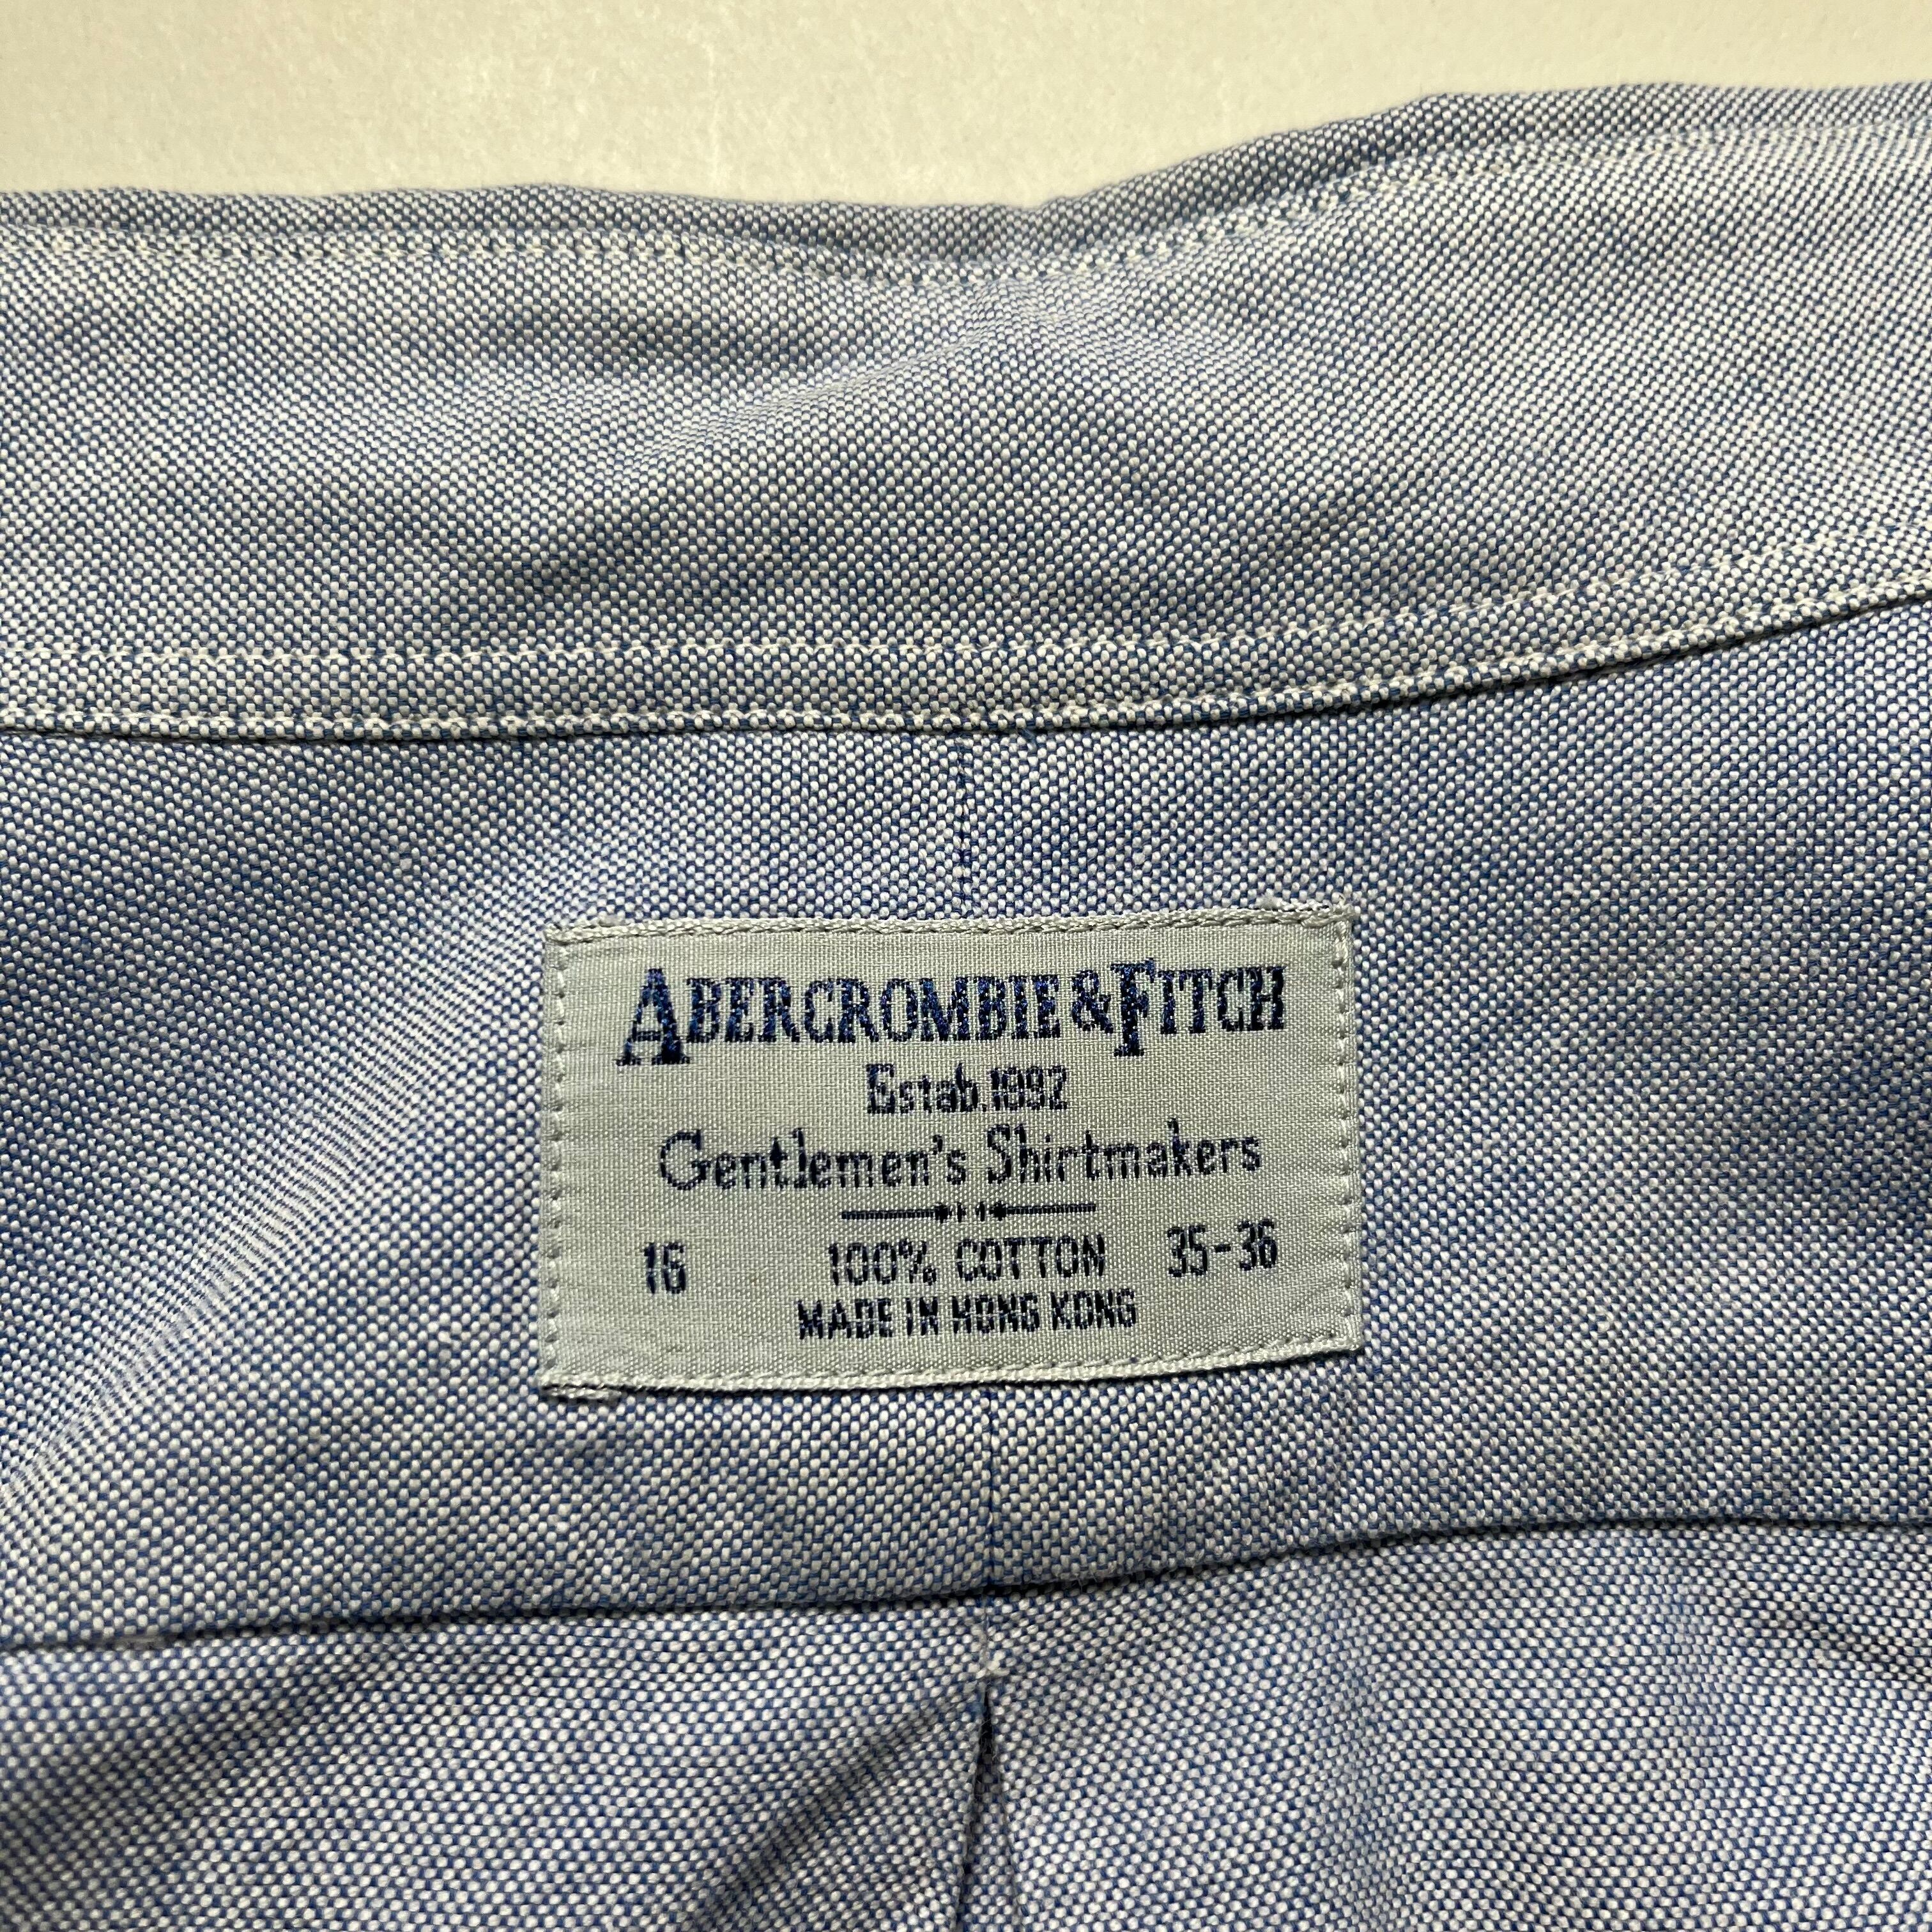 ABERCROMBIE & FITCH
Estab. 1892
Gentlemen's Shirtmakers
16 100% COTTON 35-36
MADE IN HONG KONG